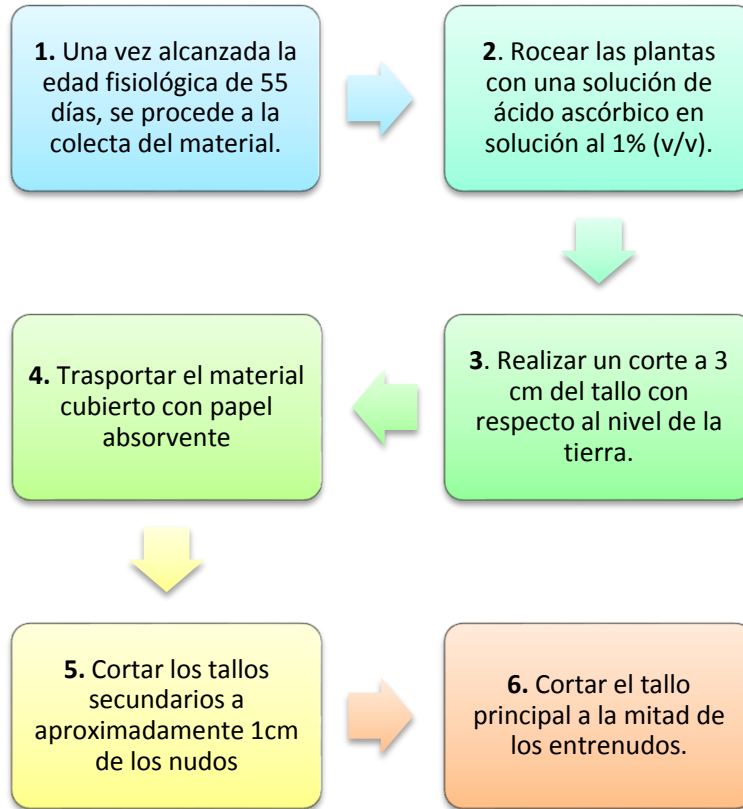 1. Una vez alcanzada la
edad fisiológica de 55
días, se procede a la
colecta del material.
2. Rocear las plantas
con una solución de
ácido ascórbico en
solución al 1% (v/v).
3. Realizar un corte a 3
cm del tallo con
respecto al nivel de la
tierra.
4. Trasportar el material
cubierto con papel
absorvente
5. Cortar los tallos
secundarios a
aproximadamente 1cm
de los nudos
6. Cortar el tallo
principal a la mitad de
los entrenudos.